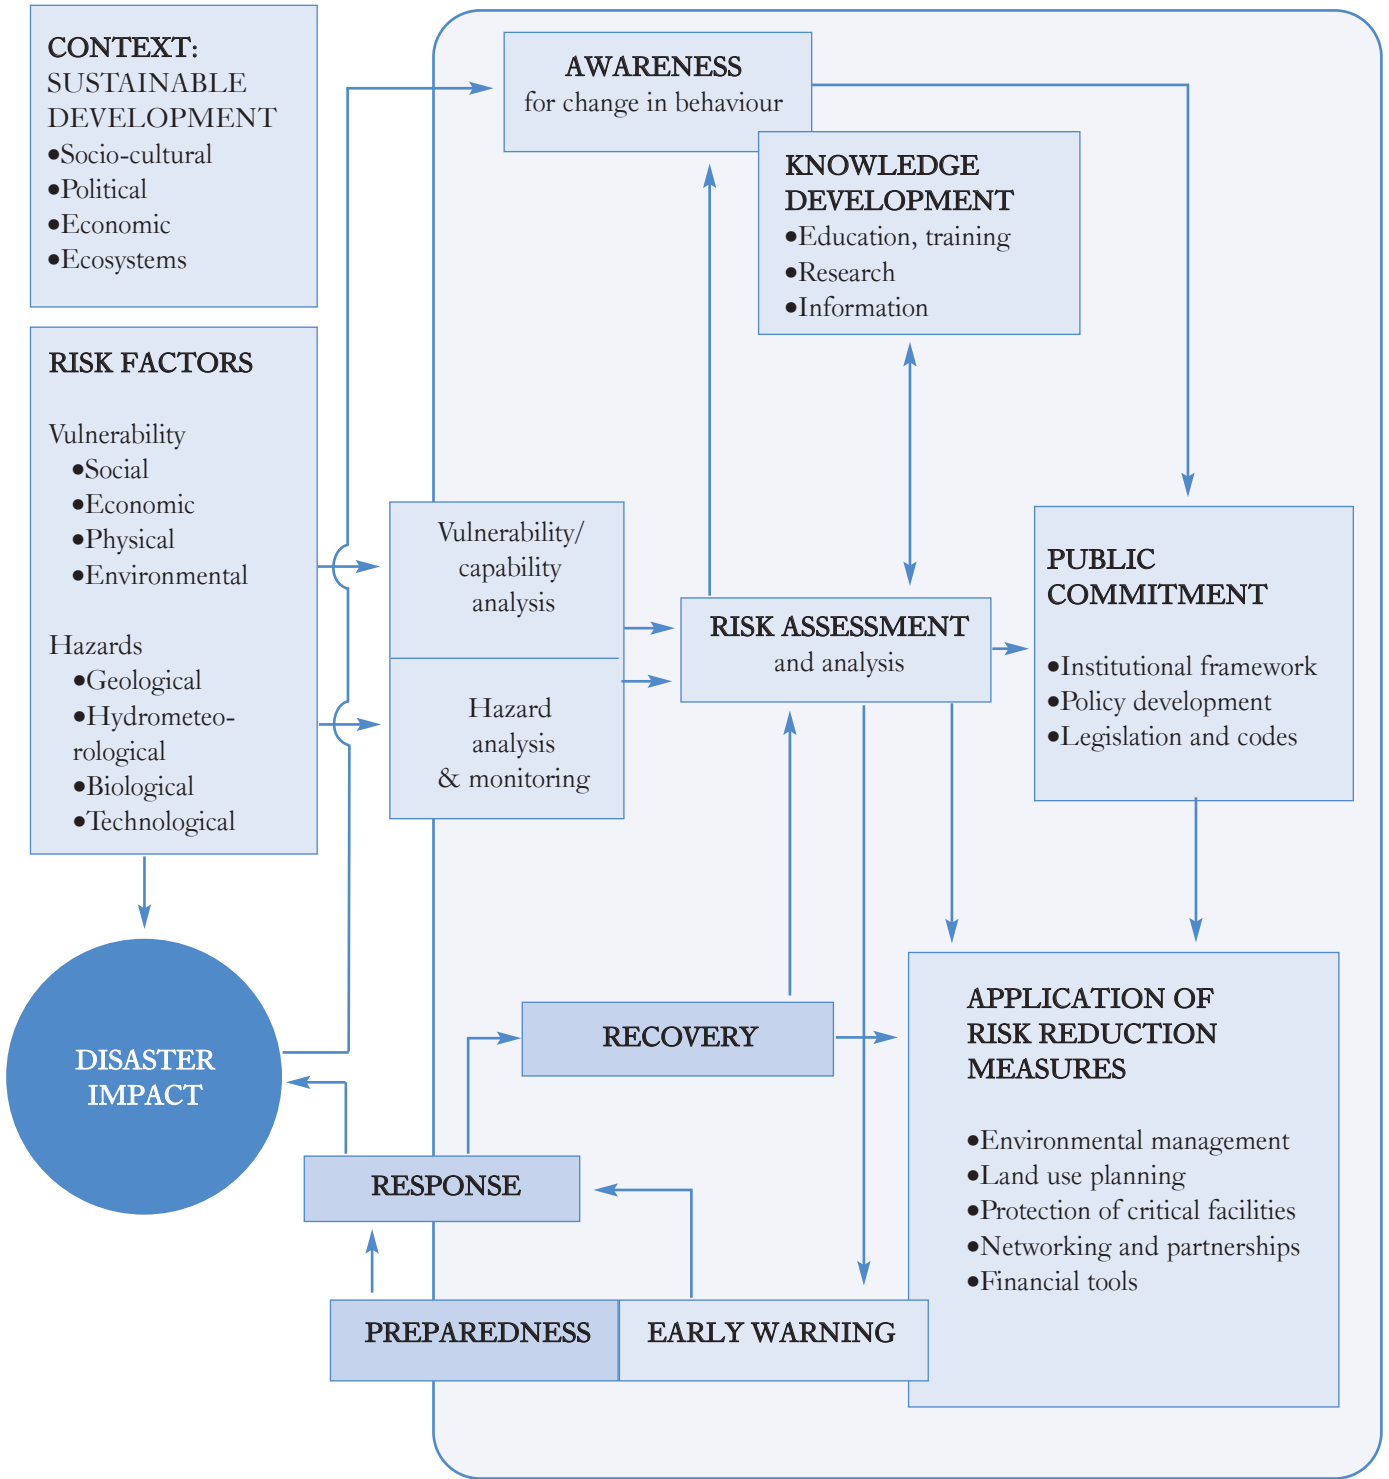 CONTEXT:
SUSTAINABLE
DEVELOPMENT
•Socio-cultural
•Political
•Economic
•Ecosystems
RISK FACTORS
Vulnerability
•Social
•Economic
•Physical
•Environmental
Hazards
•Geological
•Hydrometeo-
rological
•Biological
•Technological
DISASTER
IMPACT
AWARENESS
for change in behaviour
KNOWLEDGE
DEVELOPMENT
•Education, training
•Research
•Information
Vulnerability/
capability
analysis
Hazard
analysis
& monitoring
RISK ASSESSMENT
and analysis
PUBLIC
COMMITMENT
•Institutional framework
•Policy development
•Legislation and codes
RECOVERY
RESPONSE
PREPAREDNESS
EARLY WARNING
APPLICATION OF
RISK REDUCTION
MEASURES
•Environmental management
•Land use planning
•Protection of critical facilities
•Networking and partnerships
•Financial tools